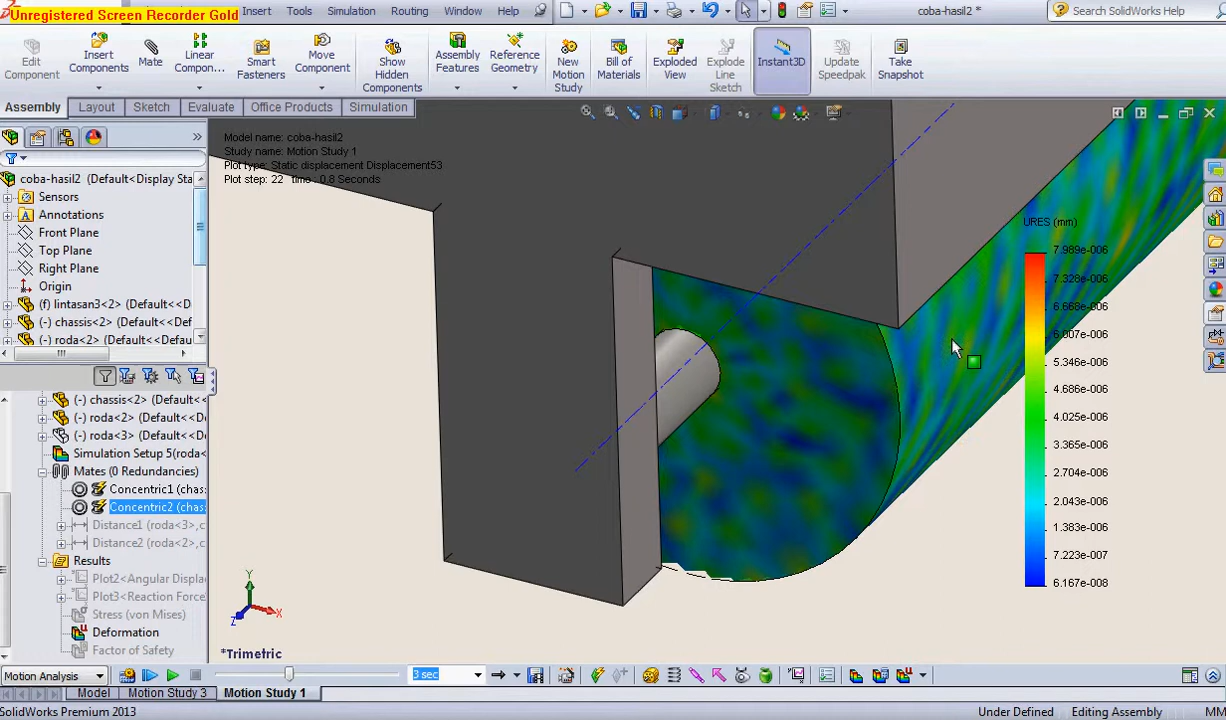 Unregistered Screen Recorder Gold
Insert Tools Simulation Routing Window Help coba-hasil2 * Search SolidWorks Help
Edit Component
Insert Components
Mate
Linear Compon...
Smart Fasteners
Move Component
Show Hidden Components
Assembly Features
Reference Geometry
New Motion Study
Bill of Materials
Exploded View
Explode Line Sketch
Instant3D
Update Speedpak
Take Snapshot
Assembly Layout Sketch Evaluate Office Products Simulation
Model name: coba-hasil2
Study name: Motion Study 1
Plot type: Static displacement Displacement53
Plot step: 22 time : 0.8 Seconds
coba-hasil2 (Default<Display Sta
Sensors
Annotations
Front Plane
Top Plane
Right Plane
Origin
(f) lintasan3<2> (Default<<D
(-) chassis<2> (Default<<Def
(-) roda<2> (Default<<Defau
(-) chassis<2> (Default<<De
(-) roda<2> (Default<<Def
(-) roda<3> (Default<<Def
Simulation Setup 5(roda<
Mates (0 Redundancies)
Concentric1 (chas:
Concentric2 (chas:
Distance1 (roda<3>,c
Distance2 (roda<2>,c
Results
Plot2<Angular Displa
Plot3<Reaction Force
Stress (von Mises)
Deformation
Factor of Safety
URES (mm)
7.989e-006
7.328e-006
6.668e-006
6.007e-006
5.346e-006
4.686e-006
4.025e-006
3.365e-006
2.704e-006
2.043e-006
1.383e-006
7.223e-007
6.167e-008
Y
X
Z
*Trimetric
Motion Analysis 3 sec
Model Motion Study 3 Motion Study 1
SolidWorks Premium 2013 Under Defined Editing Assembly MM